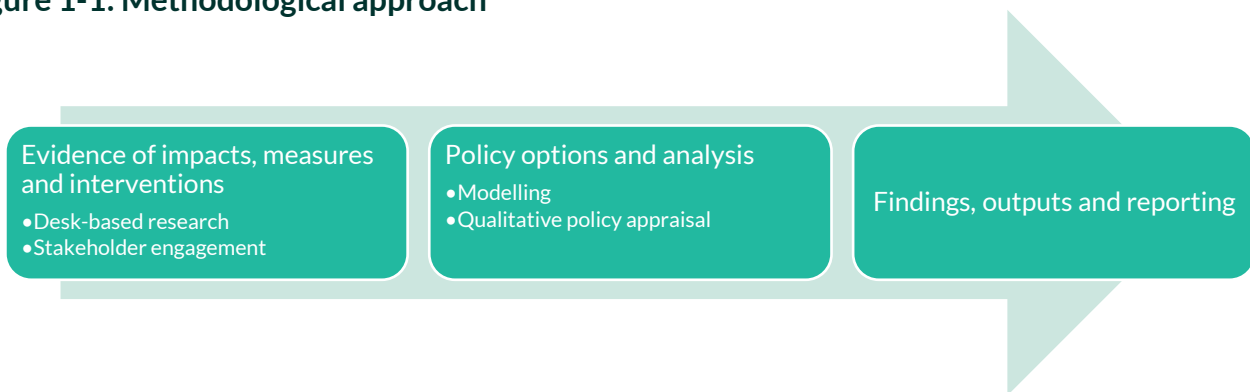 gure 1-1: Methodological approach
Evidence of impacts, measures
and interventions
•Desk-based research
•Stakeholder engagement
Policy options and analysis
•Modelling
•Qualitative policy appraisal
Findings, outputs and reporting